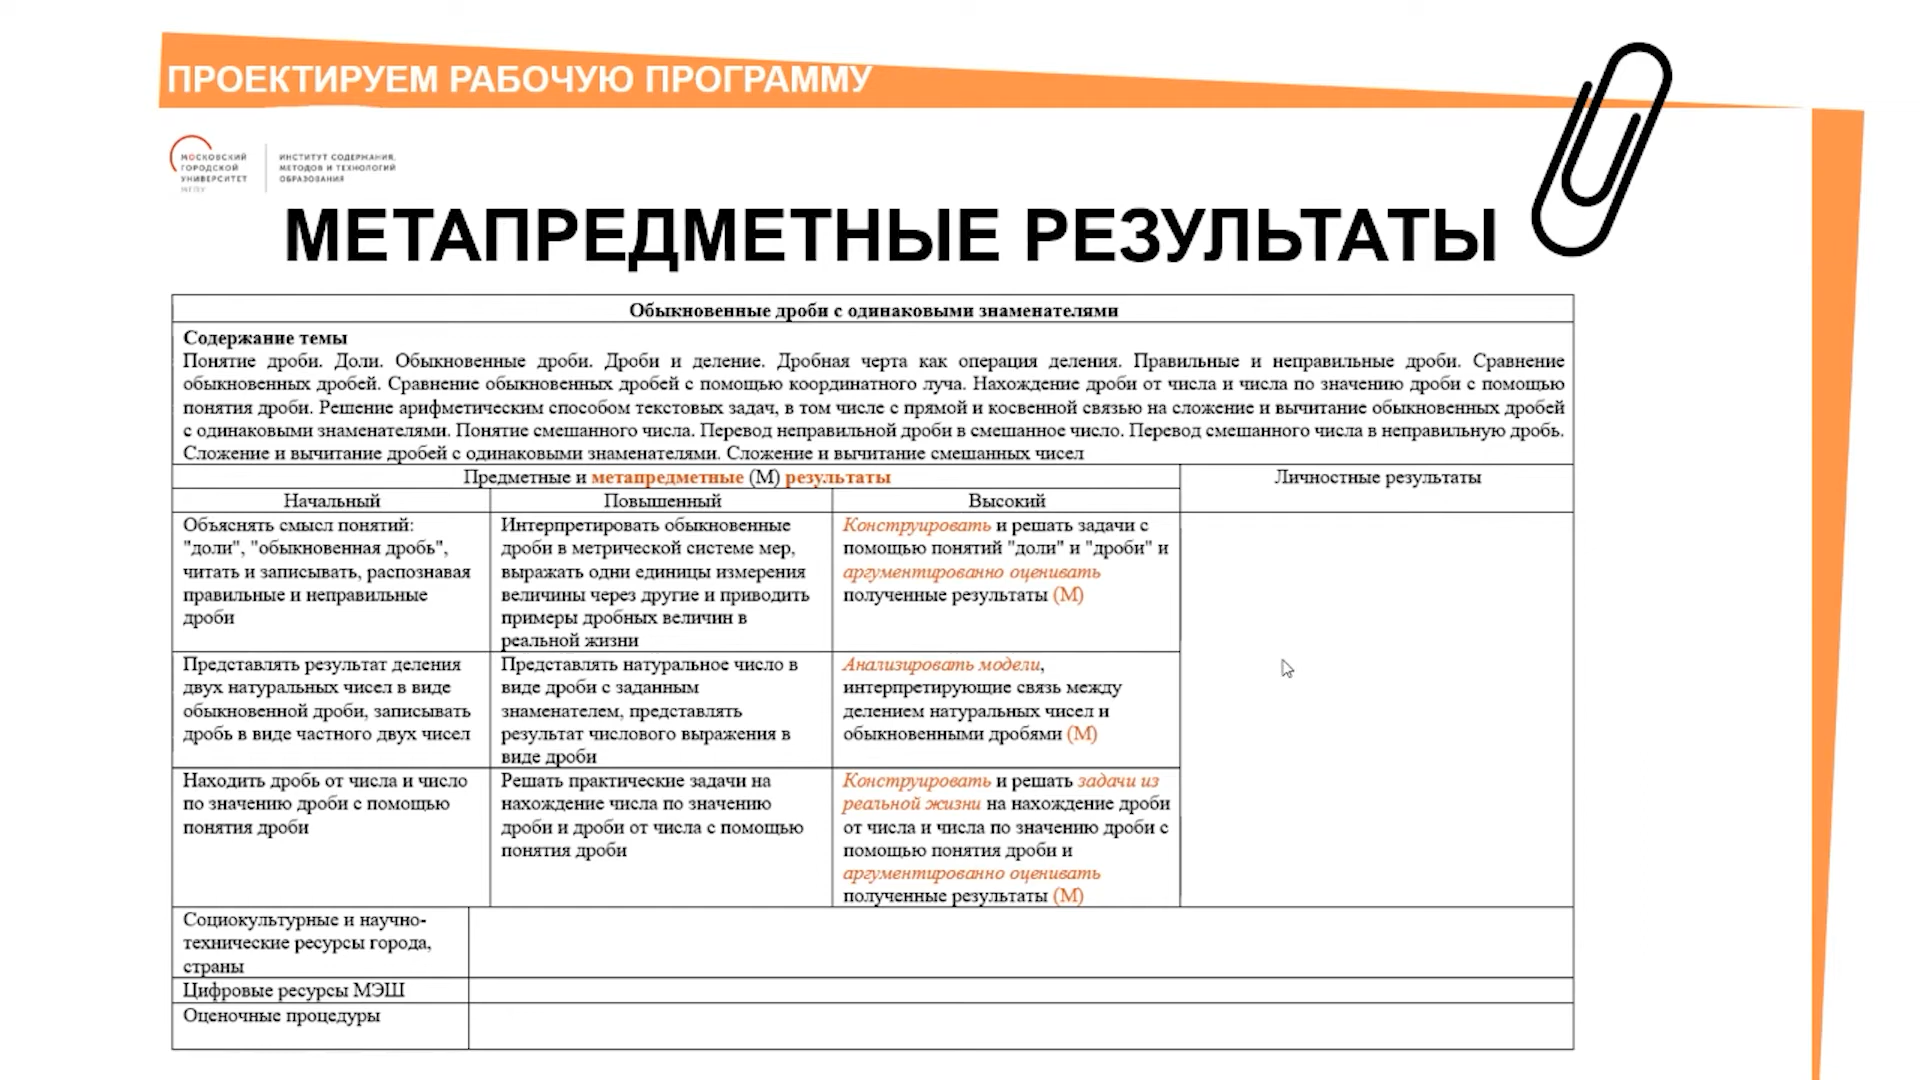 ПРОЕКТИРУЕМ РАБОЧУЮ ПРОГРАММУ
МОСКОВСКИЙ
ГОРОДСКОЙ
УНИВЕРСИТЕТ
МГПУ
ИНСТИТУТ СОДЕРЖАНИЯ,
МЕТОДОВ И ТЕХНОЛОГИЙ
ОБРАЗОВАНИЯ
МЕТАПРЕДМЕТНЫЕ РЕЗУЛЬТАТЫ
Обыкновенные дроби с одинаковыми знаменателями
Содержание темы
Понятие дроби. Доли. Обыкновенные дроби. Дроби и деление. Дробная черта как операция деления. Правильные и неправильные дроби. Сравнение
обыкновенных дробей. Сравнение обыкновенных дробей с помощью координатного луча. Нахождение дроби от числа и числа по значению дроби с помощью
понятия дроби. Решение арифметическим способом текстовых задач, в том числе с прямой и косвенной связью на сложение и вычитание обыкновенных дробей
с одинаковыми знаменателями. Понятие смешанного числа. Перевод неправильной дроби в смешанное число. Перевод смешанного числа в неправильную дробь.
Сложение и вычитание дробей с одинаковыми знаменателями. Сложение и вычитание смешанных чисел
Предметные и метапредметные (М) результаты
Личностные результаты
Начальный
Повышенный
Высокий
Объяснять смысл понятий:
"доли", "обыкновенная дробь",
читать и записывать, распознавая
правильные и неправильные
дроби
Интерпретировать обыкновенные
дроби в метрической системе мер,
выражать одни единицы измерения
величины через другие и приводить
примеры дробных величин в
реальной жизни
Конструировать и решать задачи с
помощью понятий "доли" и "дроби" и
аргументированно оценивать
полученные результаты (М)
Представлять результат деления
двух натуральных чисел в виде
обыкновенной дроби, записывать
дробь в виде частного двух чисел
Представлять натуральное число в
виде дроби с заданным
знаменателем, представлять
результат числового выражения в
виде дроби
Анализировать модели,
интерпретирующие связь между
делением натуральных чисел и
обыкновенными дробями (М)
Находить дробь от числа и число
по значению дроби с помощью
понятия дроби
Решать практические задачи на
нахождение числа по значению
дроби и дроби от числа с помощью
понятия дроби
Конструировать и решать задачи из
реальной жизни на нахождение дроби
от числа и числа по значению дроби с
помощью понятия дроби и
аргументированно оценивать
полученные результаты (М)
Социокультурные и научно-
технические ресурсы города,
страны
Цифровые ресурсы МЭШ
Оценочные процедуры